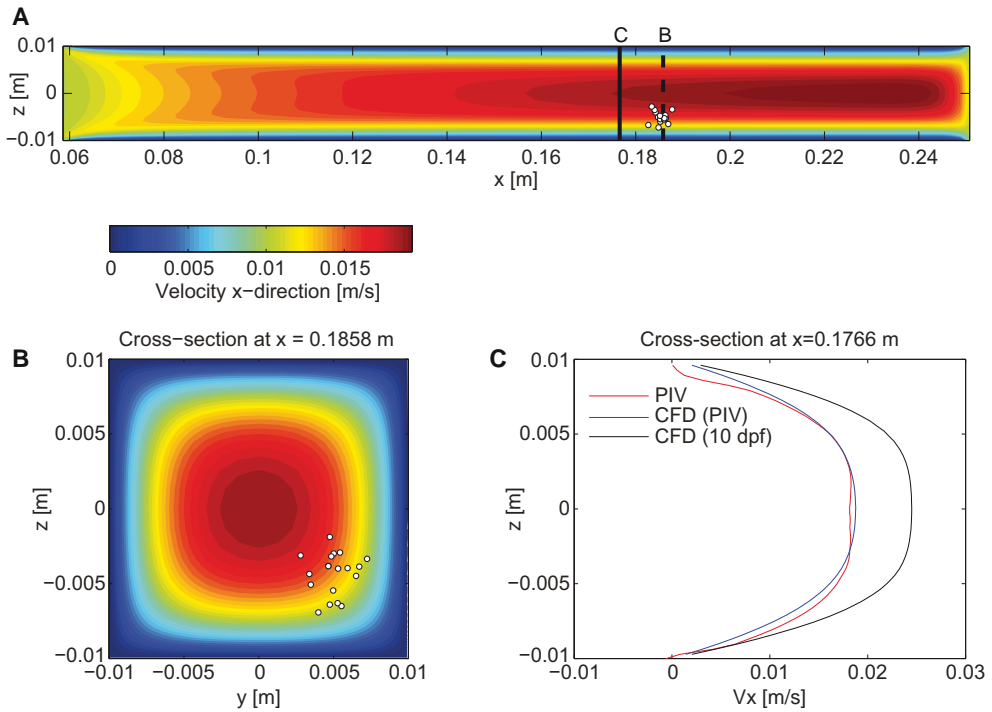 A
C
B
0.01
0
−0.01
z [m]
0.06
0.08
0.1
0.12
0.14
0.16
0.18
0.2
0.22
0.24
x [m]
0
0.005
0.01
0.015
Velocity x−direction [m/s]
B
Cross−section at x = 0.1858 m
0.01
0.005
0
−0.005
−0.01
z [m]
−0.01
−0.005
0
0.005
0.01
y [m]
C
Cross-section at x=0.1766 m
0.01
0.005
0
−0.005
−0.01
z [m]
PIV
CFD (PIV)
CFD (10 dpf)
0
0.01
0.02
0.03
Vx [m/s]